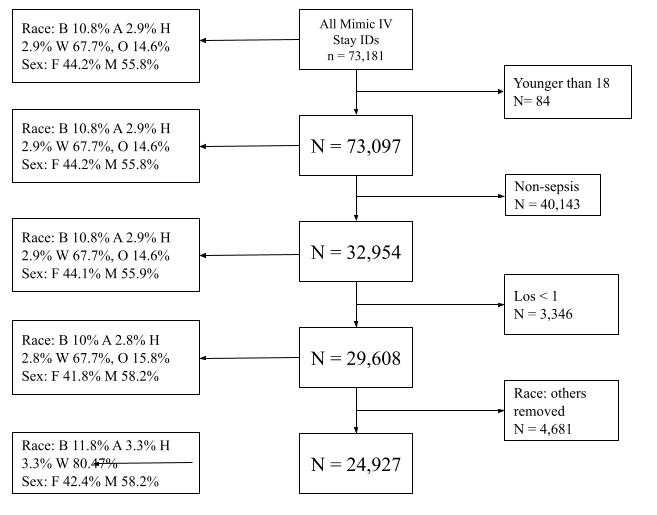 Race: B 10.8% A 2.9% H
2.9% W 67.7%, O 14.6%
Sex: F 44.2% M 55.8%
All Mimic IV
Stay IDs
n = 73,181
Younger than 18
N= 84
Race: B 10.8% A 2.9% H
2.9% W 67.7%, O 14.6%
Sex: F 44.2% M 55.8%
N = 73,097
Non-sepsis
N = 40,143
Race: B 10.8% A 2.9% H
2.9% W 67.7%, O 14.6%
Sex: F 44.1% M 55.9%
N = 32,954
Los < 1
N = 3,346
Race: B 10% A 2.8% H
2.8% W 67.7%, O 15.8%
Sex: F 41.8% M 58.2%
N = 29,608
Race: others
removed
N = 4,681
Race: B 11.8% A 3.3% H
3.3% W 80.47%
Sex: F 42.4% M 58.2%
N = 24,927